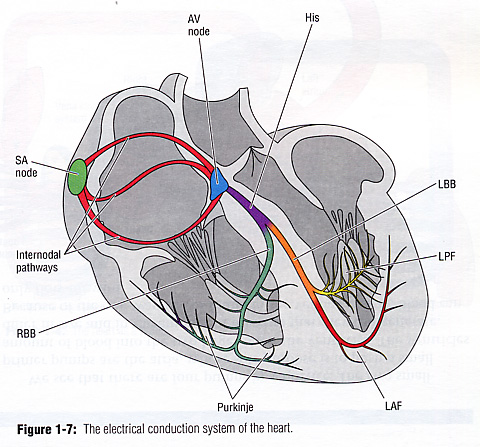 AV
node
His
SA
node
LBB
Internodal
pathways
LPF
RBB
Purkinje
LAF
Figure 1-7: The electrical conduction system of the heart.